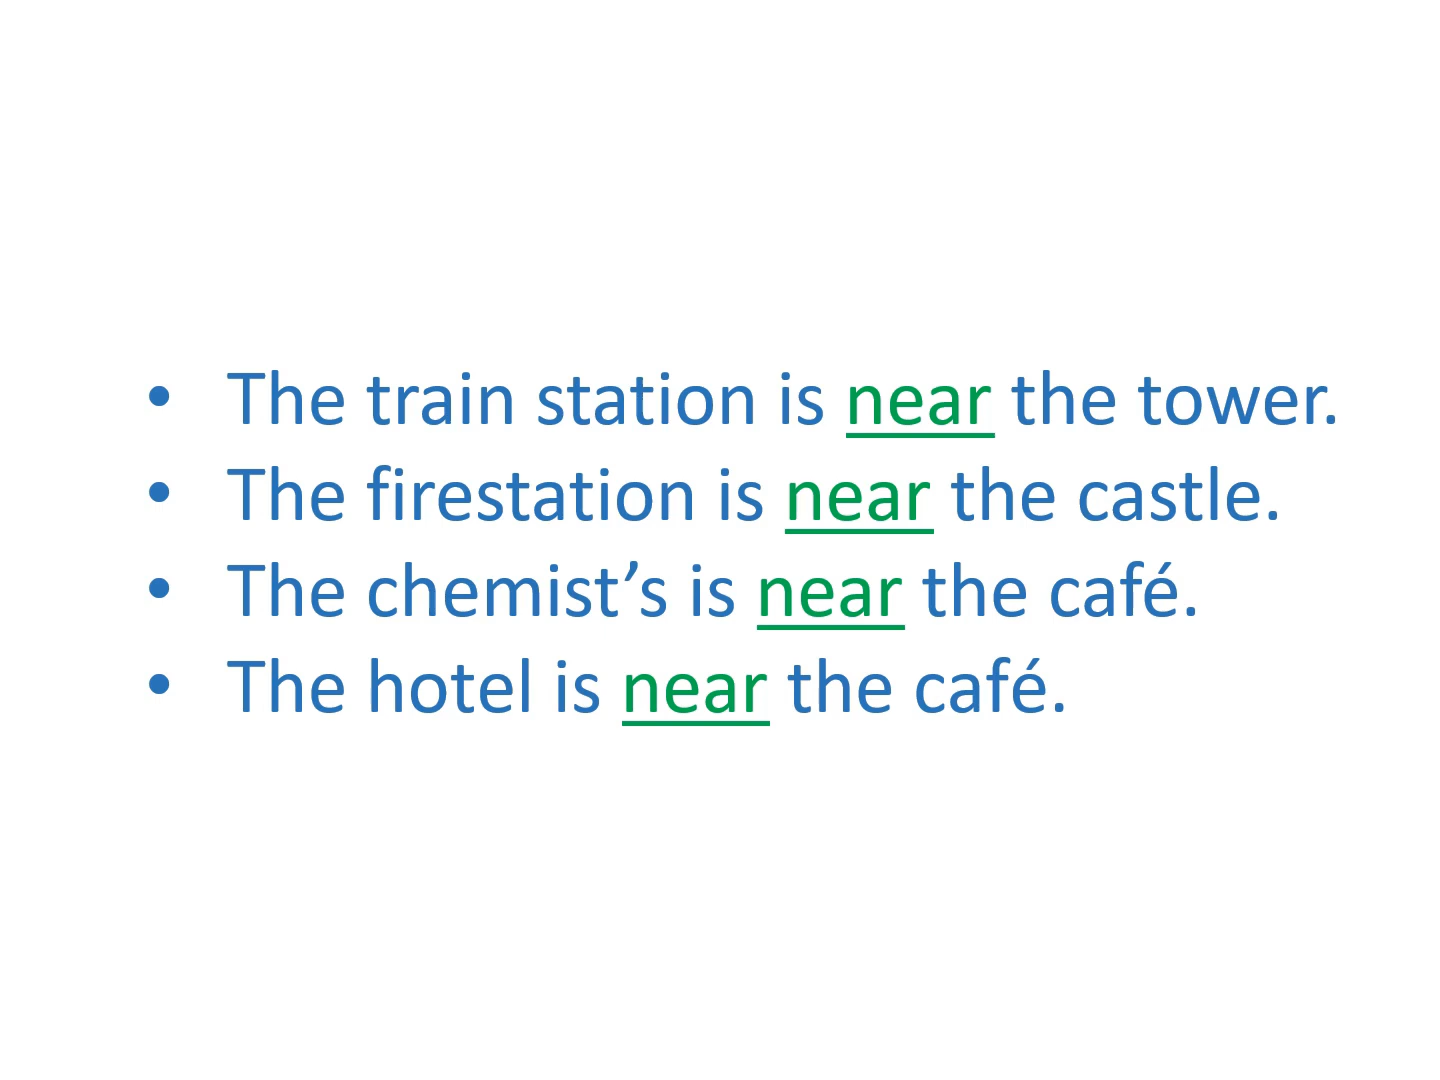 • The train station is near the tower.
• The firestation is near the castle.
• The chemist’s is near the café.
• The hotel is near the café.